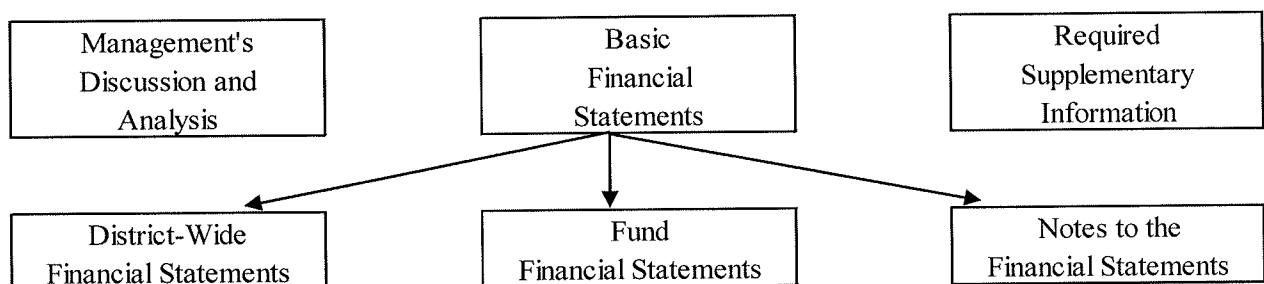 Management's
Discussion and
Analysis
Basic
Financial
Statements
Required
Supplementary
Information
District-Wide
Financial Statements
Fund
Financial Statements
Notes to the
Financial Statements